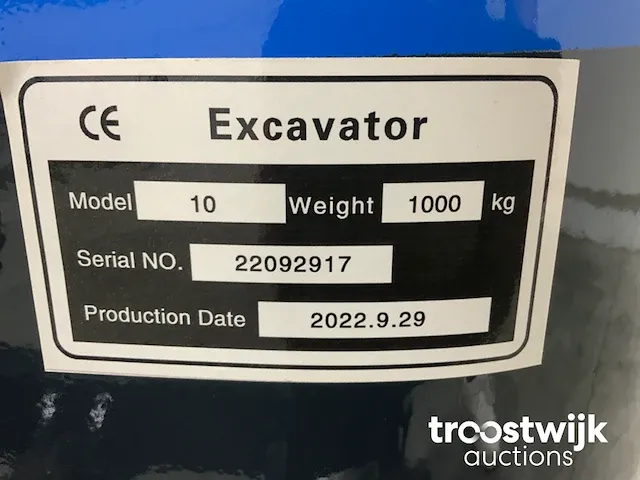 CE Excavator
Model 10 Weight 1000 kg
Serial NO. 22092917
Production Date 2022.9.29
troostwijk
auctions